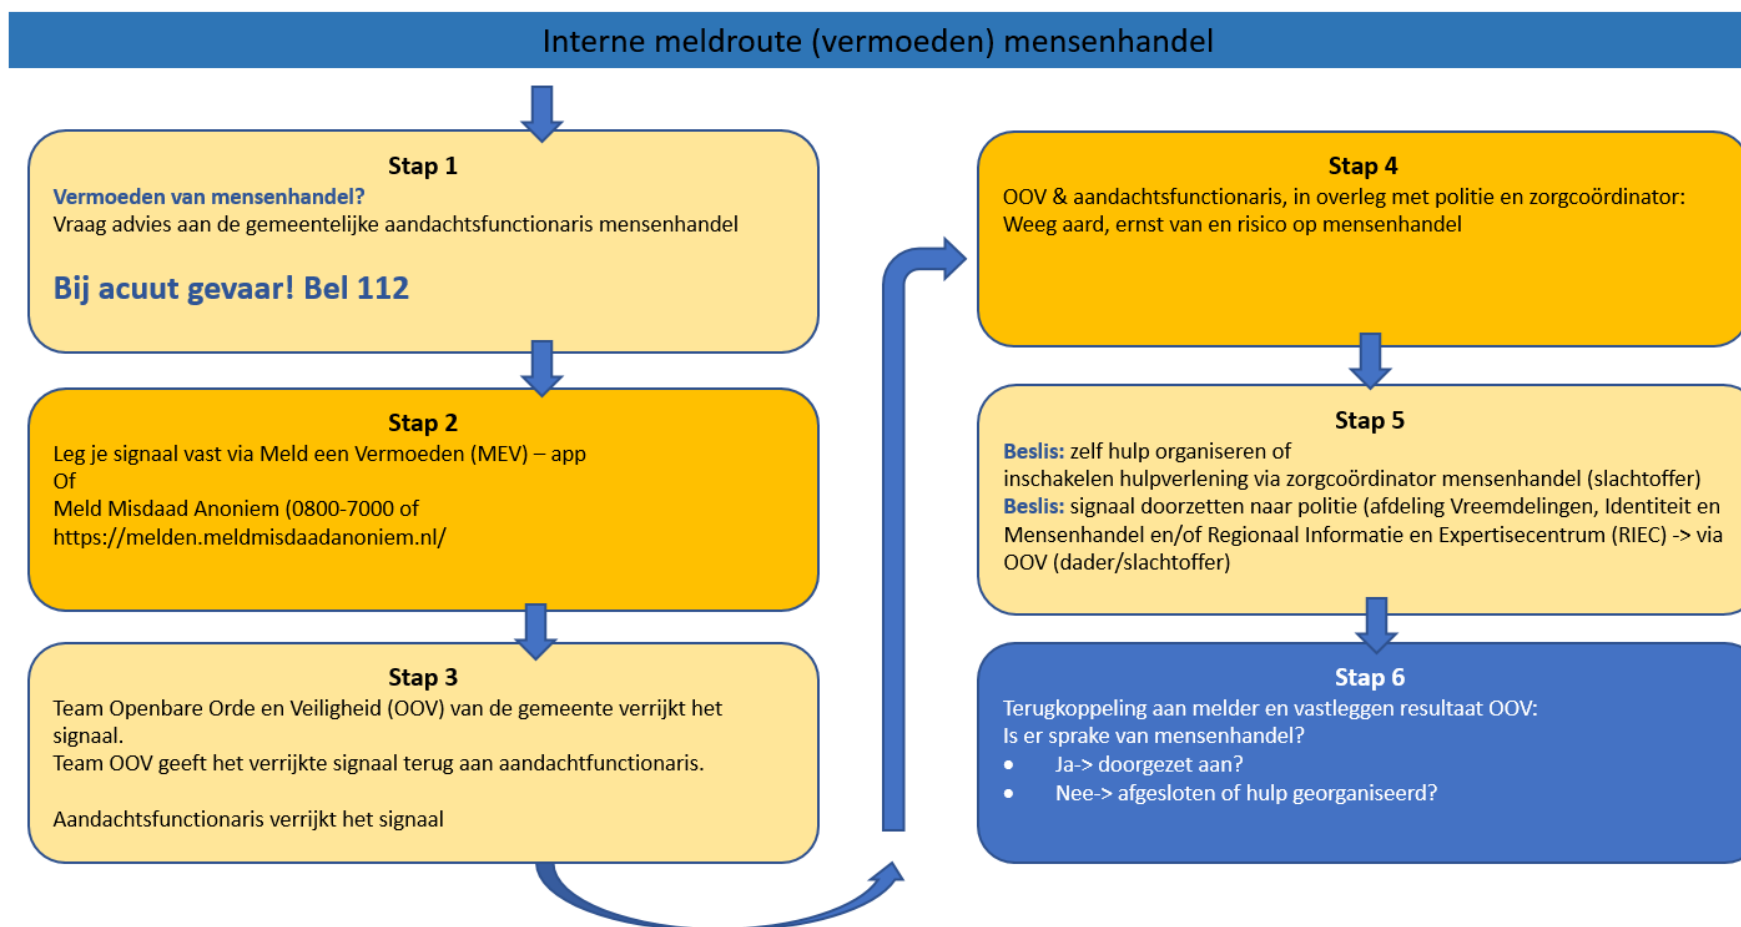 Interne meldroute (vermoeden) mensenhandel
Stap 1
Vermoeden van mensenhandel?
Vraag advies aan de gemeentelijke aandachtsfunctionaris mensenhandel
Bij acuut gevaar! Bel 112
Stap 2
Leg je signaal vast via Meld een Vermoeden (MEV) – app
Of
Meld Misdaad Anoniem (0800-7000 of
https://melden.meldmisdaadanoniem.nl/
Stap 3
Team Openbare Orde en Veiligheid (OOV) van de gemeente verrijkt het
signaal.
Team OOV geeft het verrijkte signaal terug aan aandachtfunctionaris.
Aandachtsfunctionaris verrijkt het signaal
Stap 4
OOV & aandachtsfunctionaris, in overleg met politie en zorgcoördinator:
Weeg aard, ernst van en risico op mensenhandel
Stap 5
Beslis: zelf hulp organiseren of
inschakelen hulpverlening via zorgcoördinator mensenhandel (slachtoffer)
Beslis: signaal doorzetten naar politie (afdeling Vreemdelingen, Identiteit en
Mensenhandel en/of Regionaal Informatie en Expertisecentrum (RIEC) -> via
OOV (dader/slachtoffer)
Stap 6
Terugkoppeling aan melder en vastleggen resultaat OOV:
Is er sprake van mensenhandel?
• Ja-> doorgezet aan?
• Nee-> afgesloten of hulp georganiseerd?